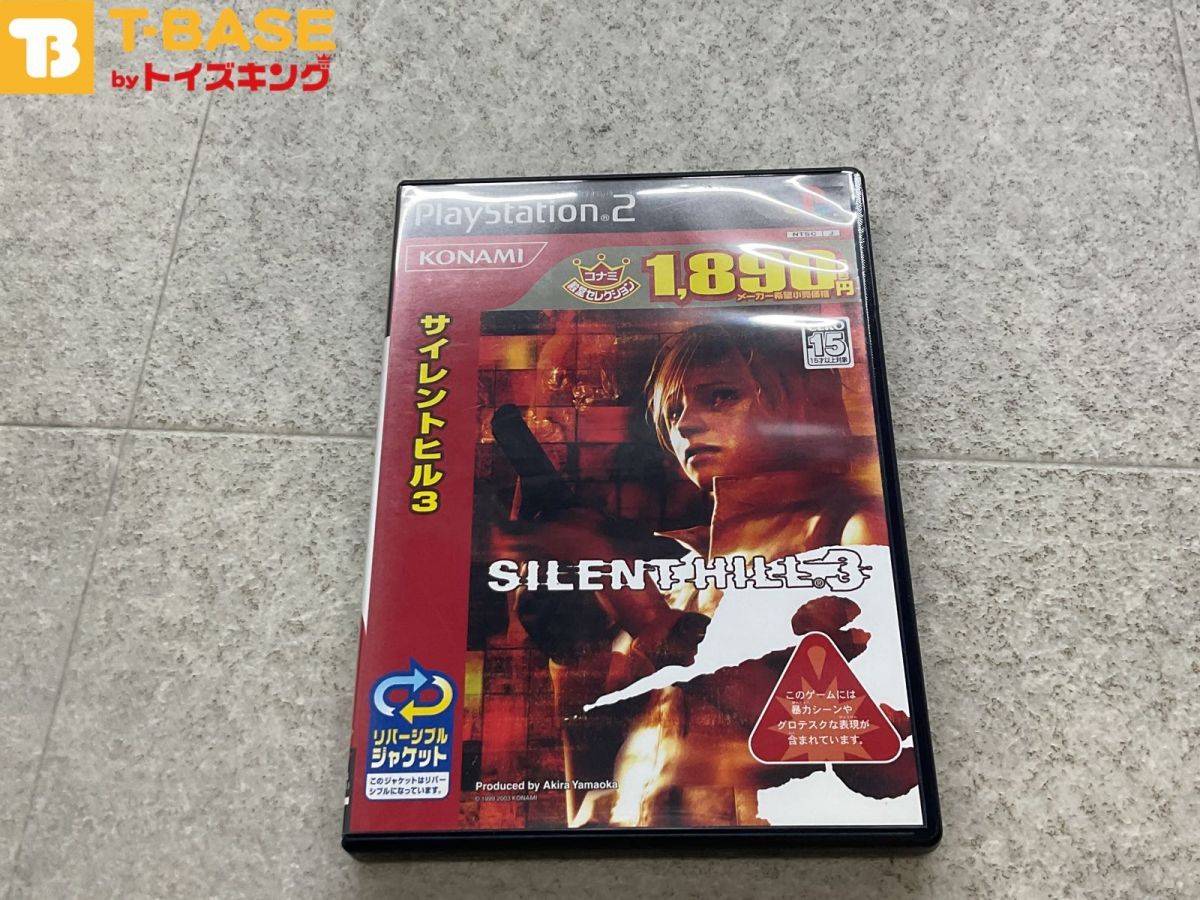 T-BASE
byトイズキング
PlayStation®2
NTSC J
KONAMI
コナミ
殿堂セレクション
1,890円
メーカー希望小売価格
サイレントヒル3
CERO
15
15才以上対象
SILENT HILL®3
このゲームには
暴力シーンや
グロテスクな表現が
含まれています。
リバーシブル
ジャケット
このジャケットはリバー
シブルになっています。
Produced by Akira Yamaoka
©1999 2003 KONAMI